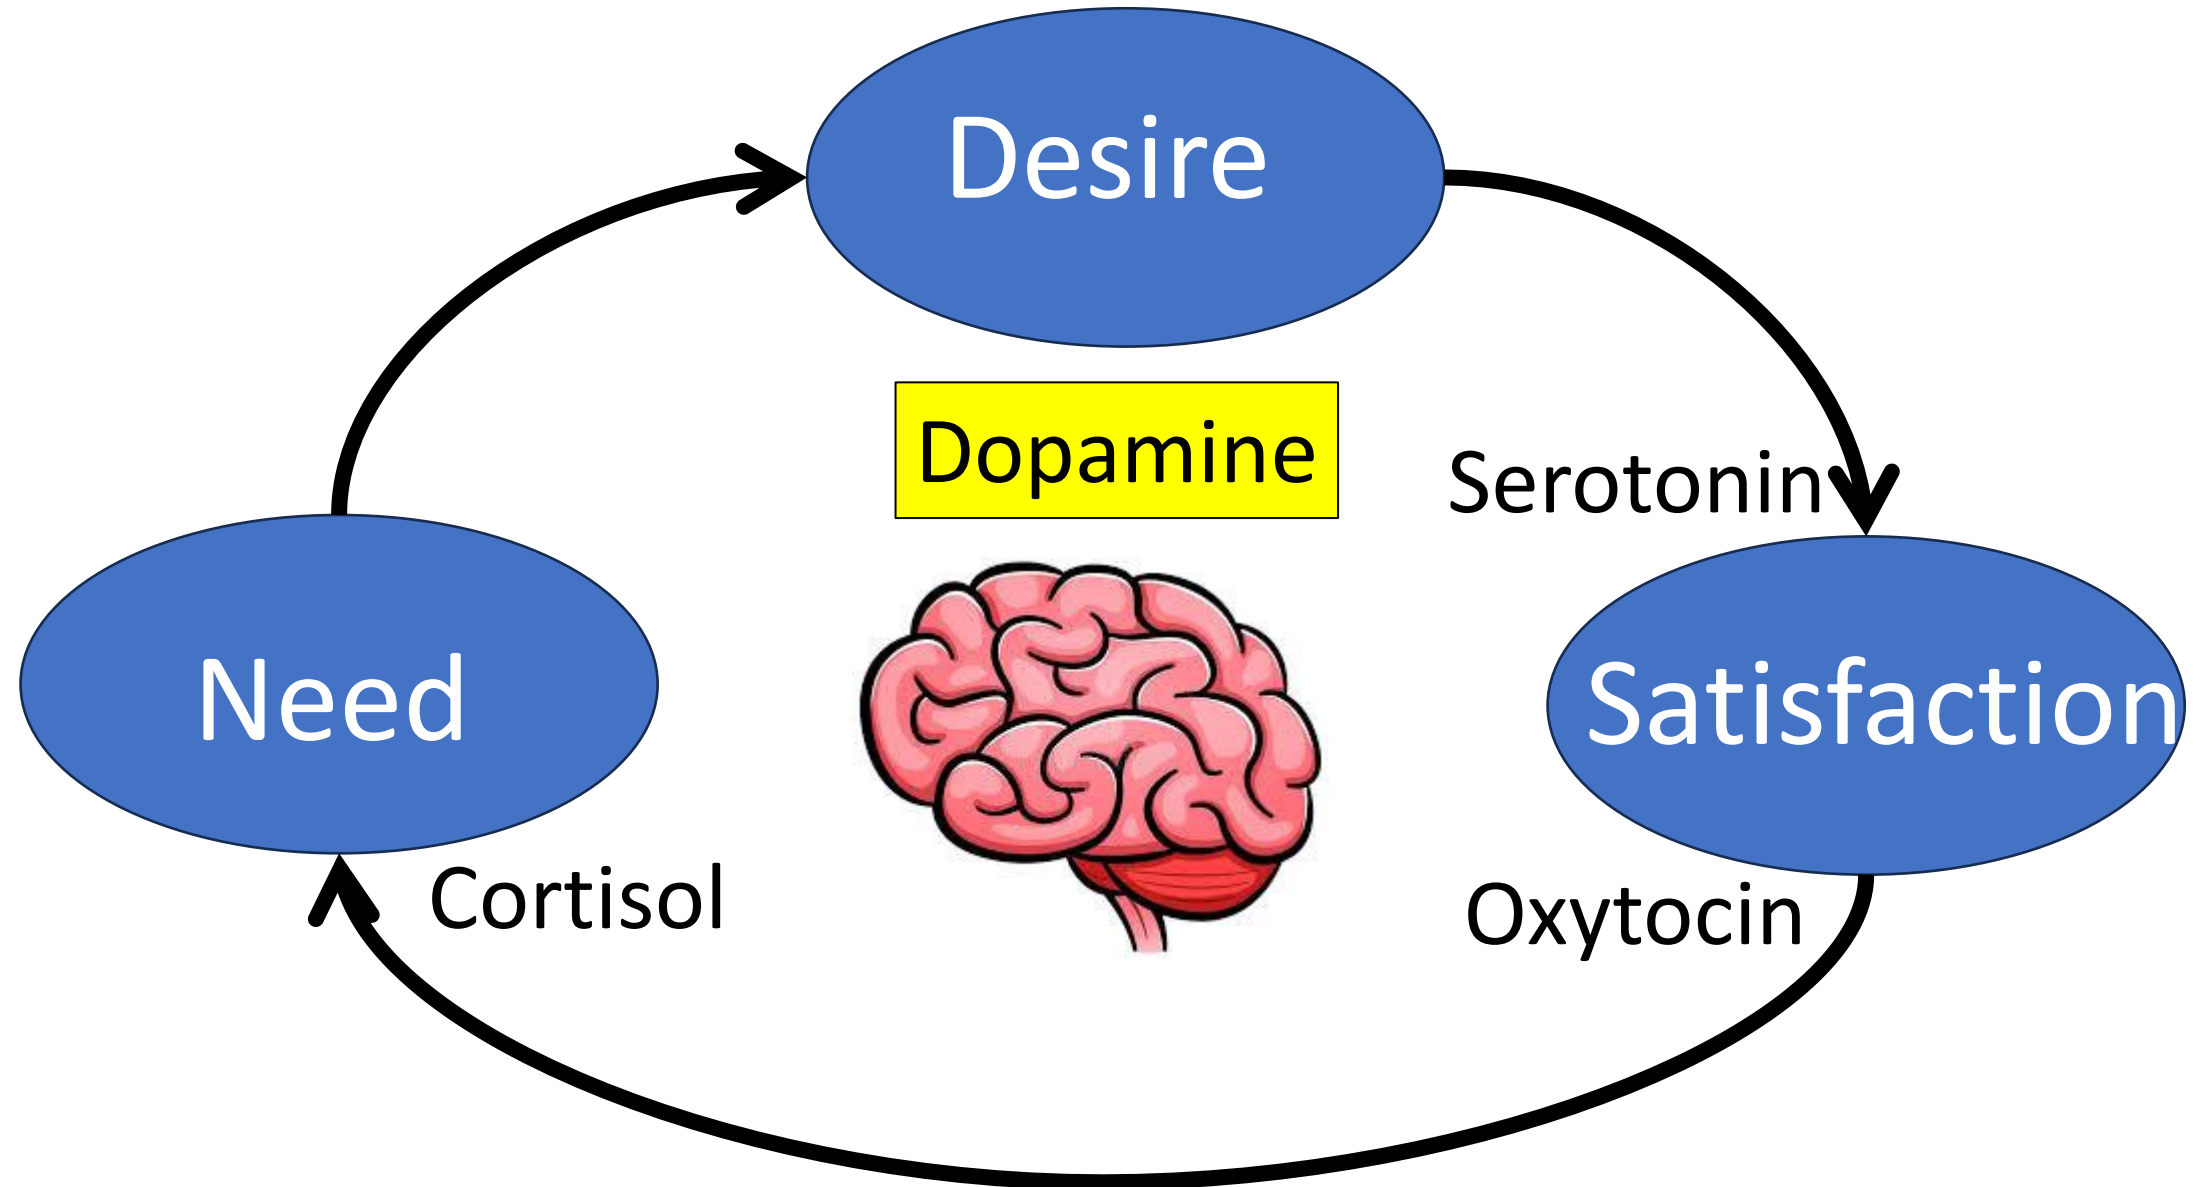 Desire
Dopamine
Serotonin
Need
Satisfaction
Cortisol
Oxytocin